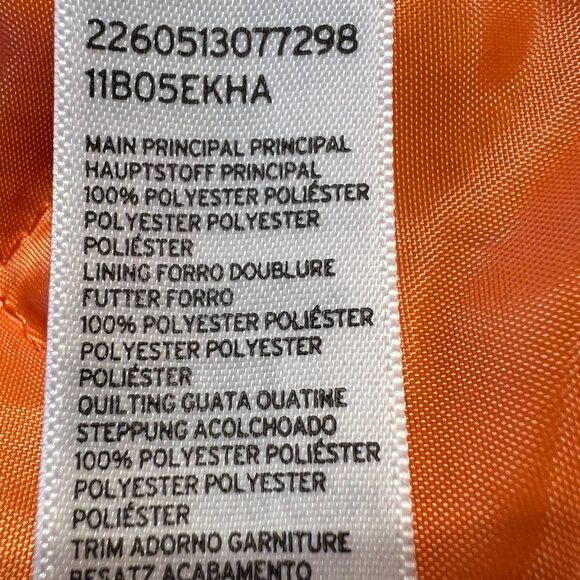 2260513077298
11B05EKHA
MAIN PRINCIPAL PRINCIPAL
HAUPTSTOFF PRINCIPAL
100% POLYESTER POLIÉSTER
POLYESTER POLYESTER
POLIÉSTER
LINING FORRO DOUBLURE
FUTTER FORRO
100% POLYESTER POLIÉSTER
POLYESTER POLYESTER
POLIÉSTER
QUILTING GUATA OUATINE
STEPPUNG ACOLCHOADO
100% POLYESTER POLIÉSTER
POLYESTER POLYESTER
POLIÉSTER
TRIM ADORNO GARNITURE
BESATZ ACABAMENTO